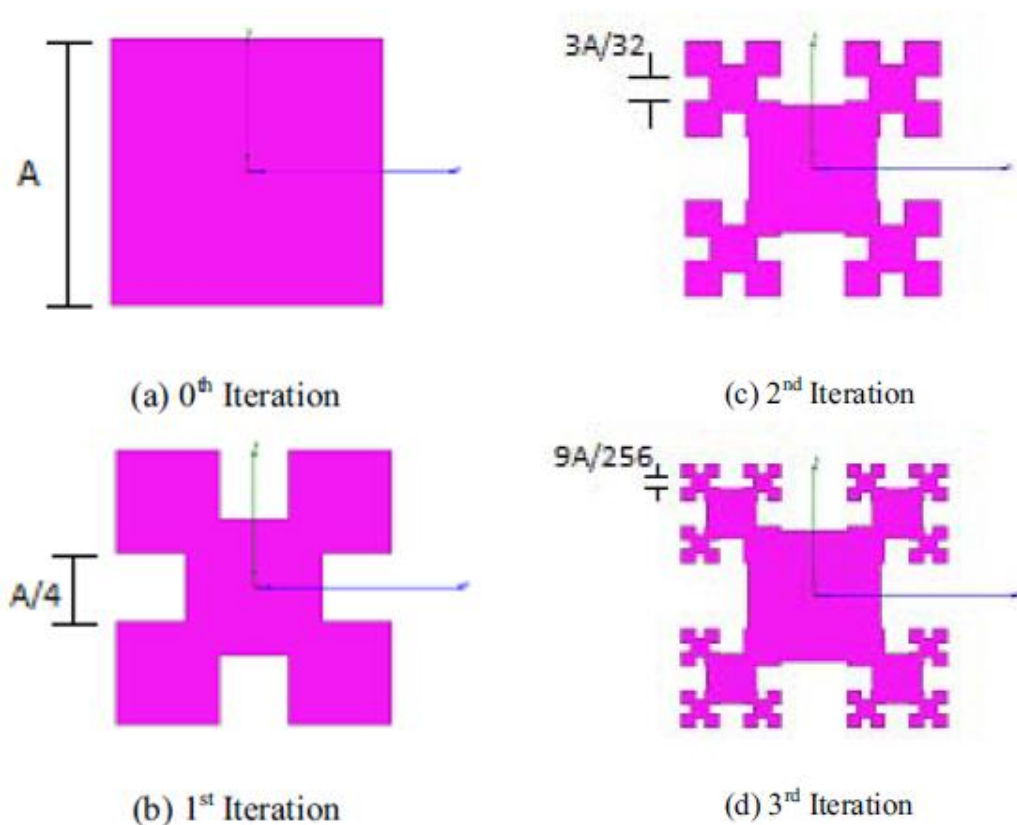 A
(a) 0th Iteration
A/4
(b) 1st Iteration
3A/32
(c) 2nd Iteration
9A/256
(d) 3rd Iteration